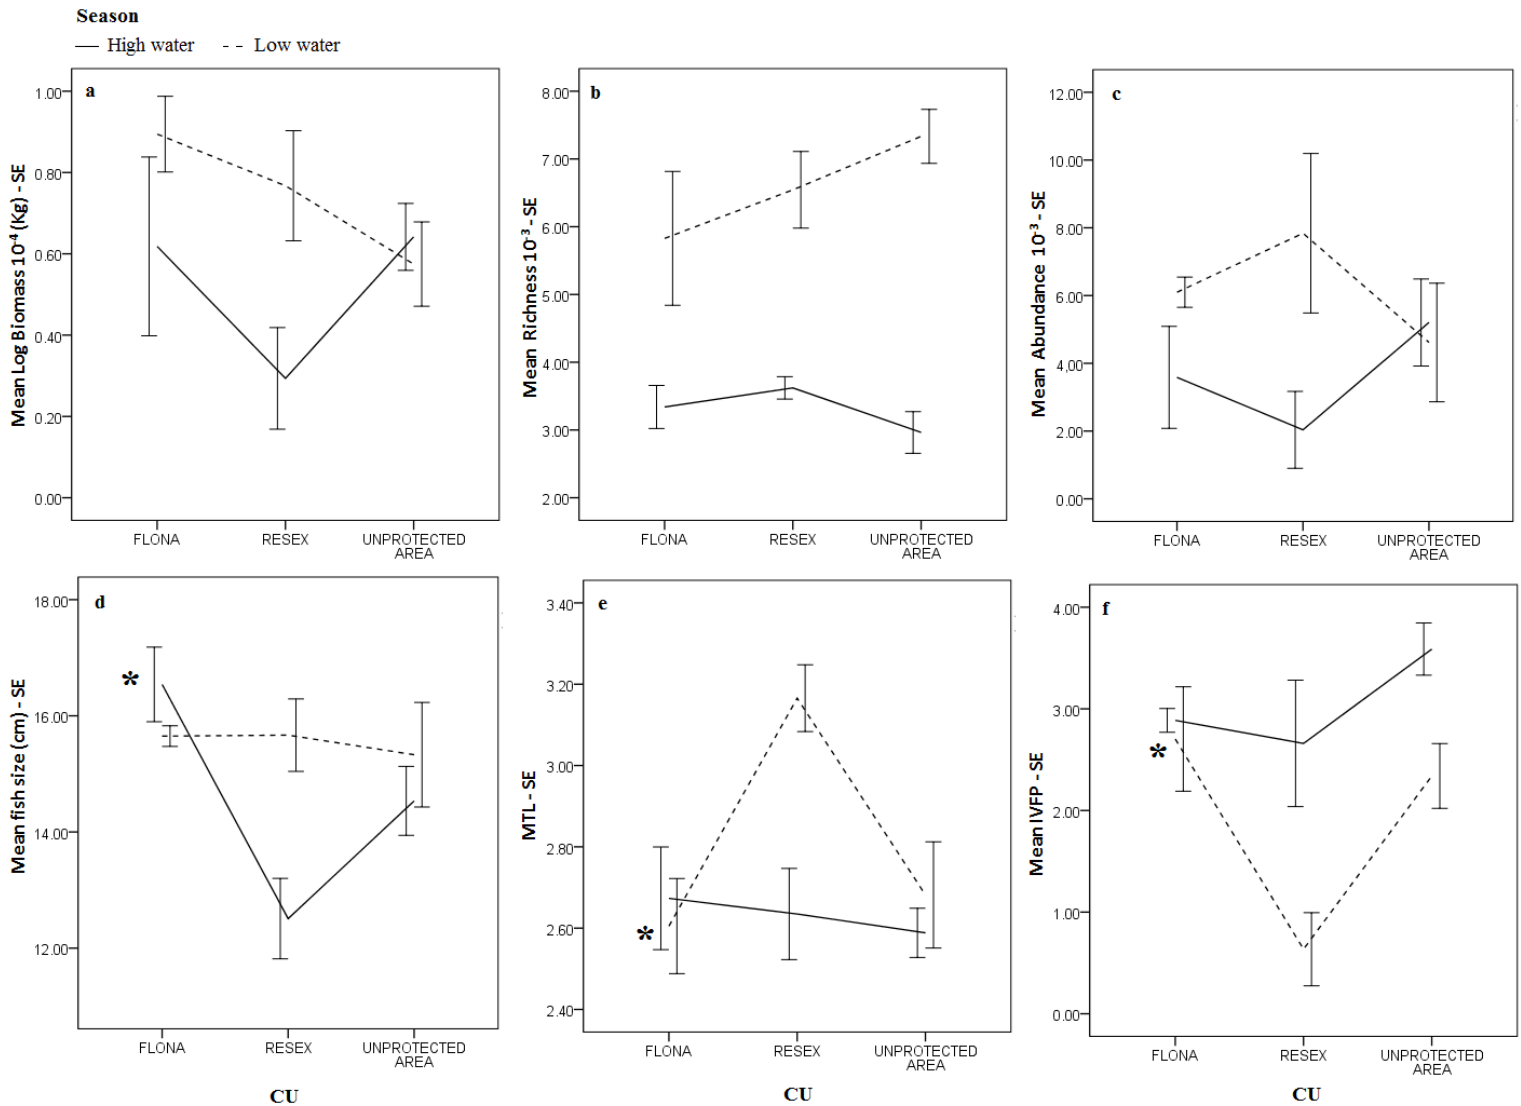 Season
High water Low water
a
Mean Log Biomass 10⁻⁴ (Kg) - SE
1.00
0.80
0.60
0.40
0.20
0.00
FLONA RESEX UNPROTECTED
AREA
b
Mean Richness 10⁻³ - SE
8.00
7.00
6.00
5.00
4.00
3.00
2.00
FLONA RESEX UNPROTECTED
AREA
c
Mean Abundance 10⁻³ - SE
12.00
10.00
8.00
6.00
4,00
2.00
0.00
FLONA RESEX UNPROTECTED
AREA
d
Mean fish size (cm) - SE
18.00
16.00
14.00
12.00
*
FLONA RESEX UNPROTECTED
AREA
CU
e
MTL - SE
3.40
3.20
3.00
2.80
2.60
2.40
*
FLONA RESEX UNPROTECTED
AREA
CU
f
Mean IVFP - SE
4.00
3.00
2.00
1.00
0.00
*
FLONA RESEX UNPROTECTED
AREA
CU